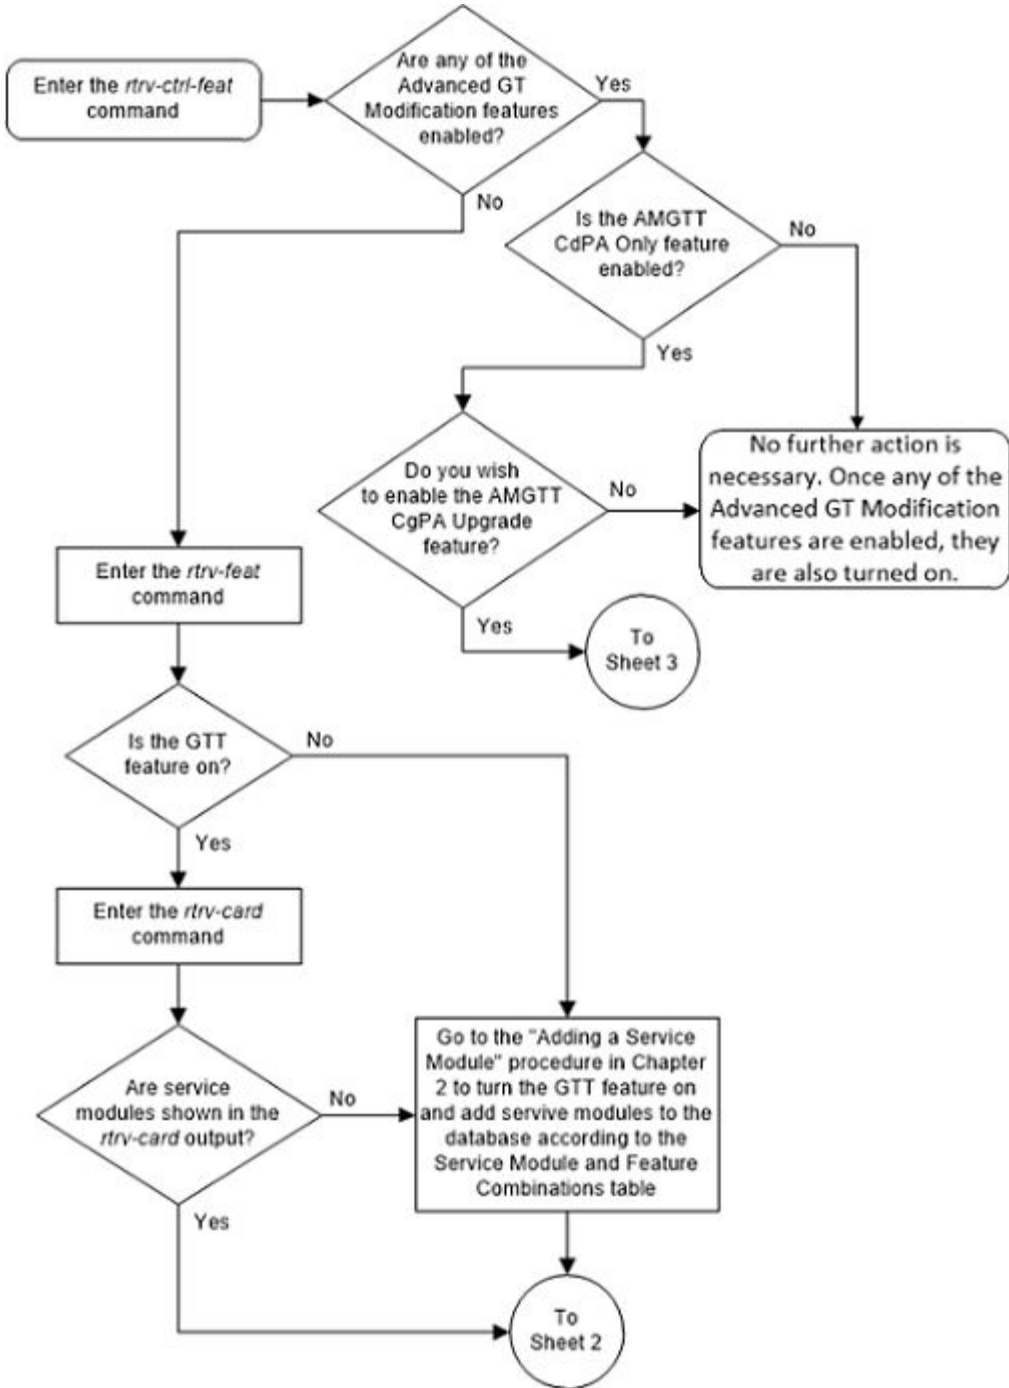 Enter the rtrv-ctrl-feat
command
Are any of the
Advanced GT
Modification features
enabled?
Yes
No
Is the AMGTT
CdPA Only feature
enabled?
No
Yes
Do you wish
to enable the AMGTT
CgPA Upgrade
feature?
No
Yes
No further action is
necessary. Once any of the
Advanced GT Modification
features are enabled, they
are also turned on.
To
Sheet 3
Enter the rtrv-feat
command
Is the GTT
feature on?
No
Yes
Enter the rtrv-card
command
Are service
modules shown in the
rtrv-card output?
No
Yes
Go to the "Adding a Service
Module" procedure in Chapter
2 to turn the GTT feature on
and add servive modules to the
database according to the
Service Module and Feature
Combinations table
To
Sheet 2